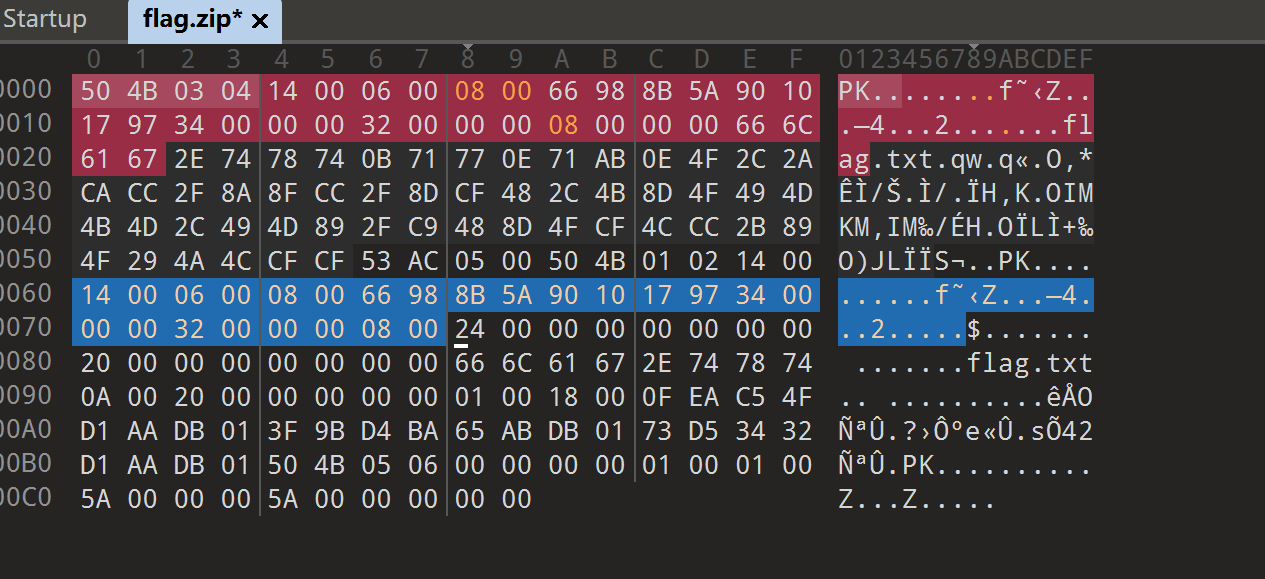 Startup flag.zip* ×
0 1 2 3 4 5 6 7 8 9 A B C D E F 0123456789ABCDEF
0000 50 4B 03 04 14 00 06 00 08 00 66 98 8B 5A 90 10 PK........f˜‹Z..
0010 17 97 34 00 00 00 32 00 00 00 08 00 00 00 66 6C .—4...2.......fl
0020 61 67 2E 74 78 74 0B 71 77 0E 71 AB 0E 4F 2C 2A ag.txt.qw.q«.O,*
0030 CA CC 2F 8A 8F CC 2F 8D CF 48 2C 4B 8D 4F 49 4D ÊÌ/Š.Ì/.ÏH,K.OIM
0040 4B 4D 2C 49 4D 89 2F C9 48 8D 4F CF 4C CC 2B 89 KM,IM‰/ÉH.OÏLÌ+‰
0050 4F 29 4A 4C CF CF 53 AC 05 00 50 4B 01 02 14 00 O)JLÏÏS¬..PK....
0060 14 00 06 00 08 00 66 98 8B 5A 90 10 17 97 34 00 ......f˜‹Z...—4.
0070 00 00 32 00 00 00 08 00 24 00 00 00 00 00 00 00 ..2.....$.......
0080 20 00 00 00 00 00 00 00 66 6C 61 67 2E 74 78 74 .......flag.txt
0090 0A 00 20 00 00 00 00 00 01 00 18 00 0F EA C5 4F .. ..........êÅO
00A0 D1 AA DB 01 3F 9B D4 BA 65 AB DB 01 73 D5 34 32 ÑªÛ.?›Ôºe«Û.sÕ42
00B0 D1 AA DB 01 50 4B 05 06 00 00 00 00 01 00 01 00 ÑªÛ.PK..........
00C0 5A 00 00 00 5A 00 00 00 00 00 Z...Z.....